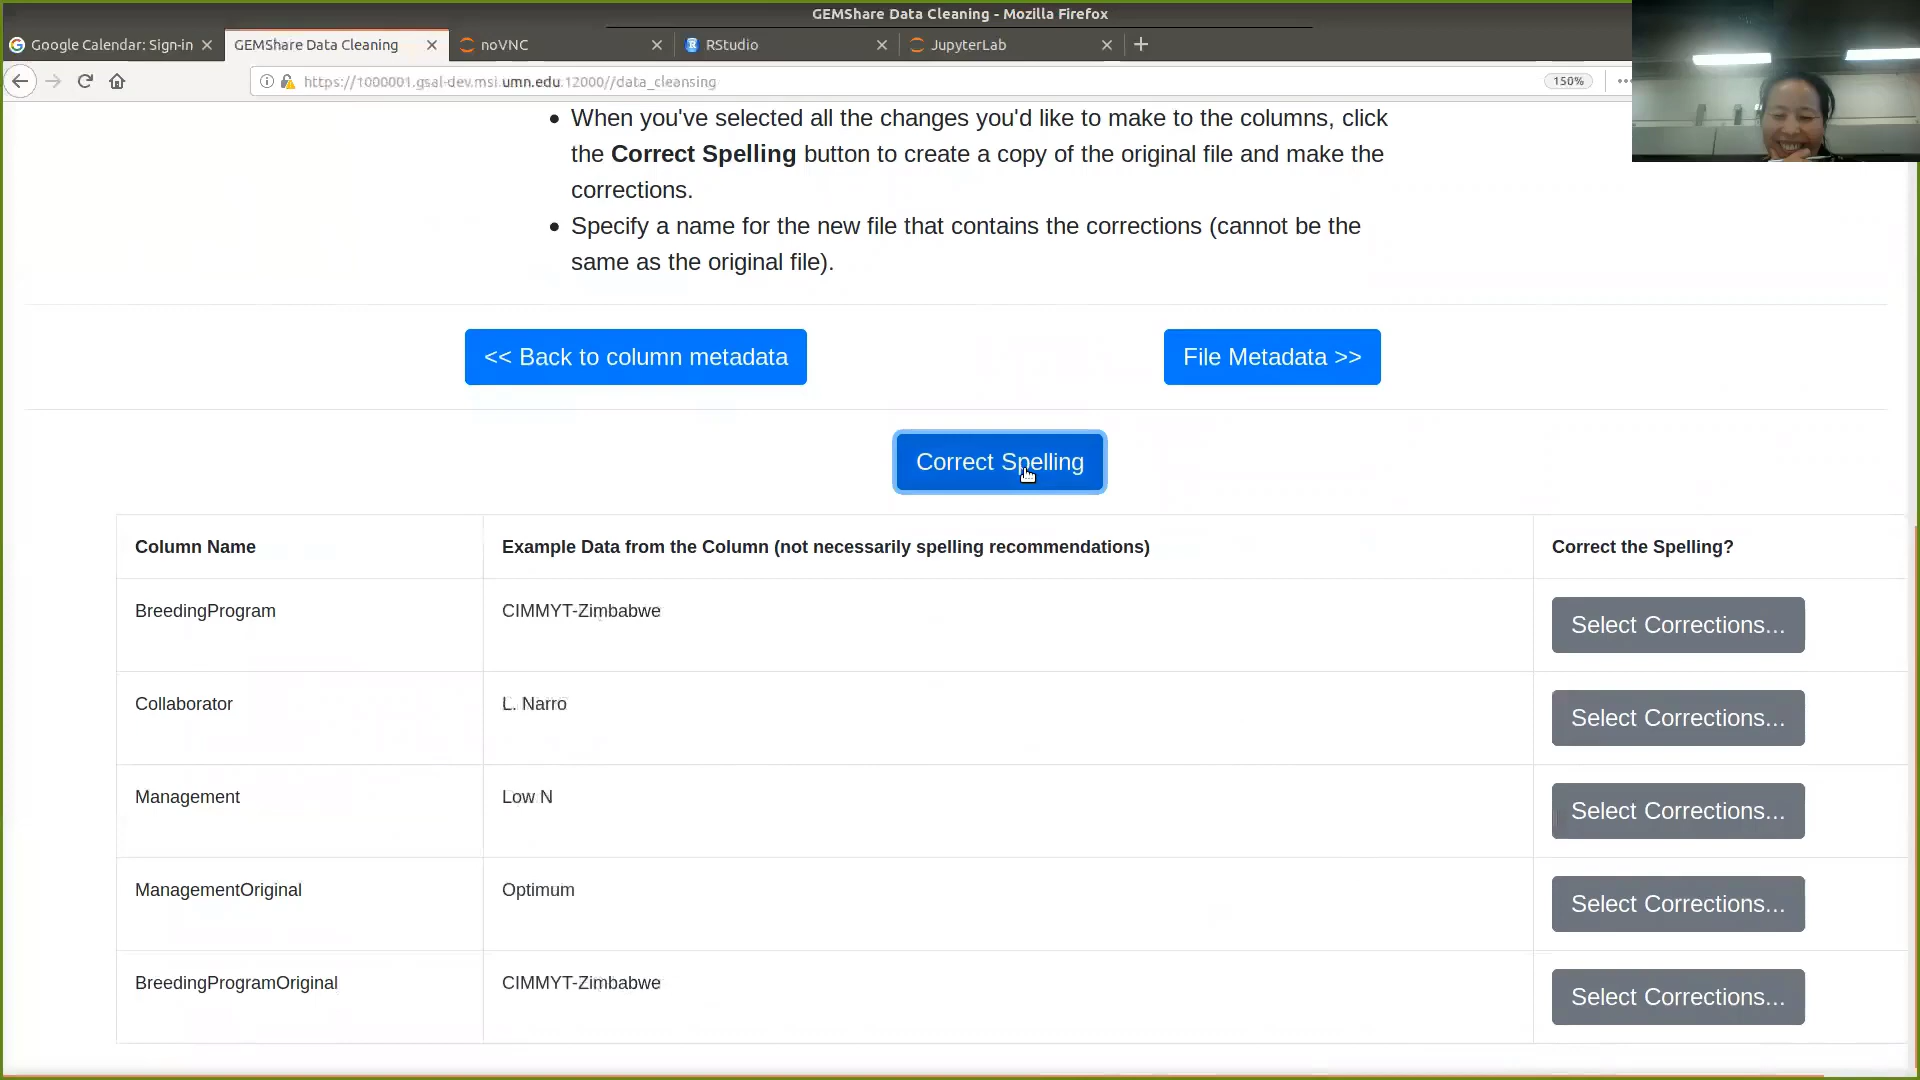 GEMShare Data Cleaning - Mozilla Firefox
Google Calendar: Sign-in
GEMShare Data Cleaning
noVNC
RStudio
JupyterLab
https://1000001.gsal-dev.msi.umn.edu:12000//data_cleansing
150%
• When you've selected all the changes you'd like to make to the columns, click
the Correct Spelling button to create a copy of the original file and make the
corrections.
• Specify a name for the new file that contains the corrections (cannot be the
same as the original file).
<< Back to column metadata
File Metadata >>
Correct Spelling
Column Name Example Data from the Column (not necessarily spelling recommendations) Correct the Spelling?
BreedingProgram CIMMYT-Zimbabwe Select Corrections...
Collaborator L. Narro Select Corrections...
Management Low N Select Corrections...
ManagementOriginal Optimum Select Corrections...
BreedingProgramOriginal CIMMYT-Zimbabwe Select Corrections...